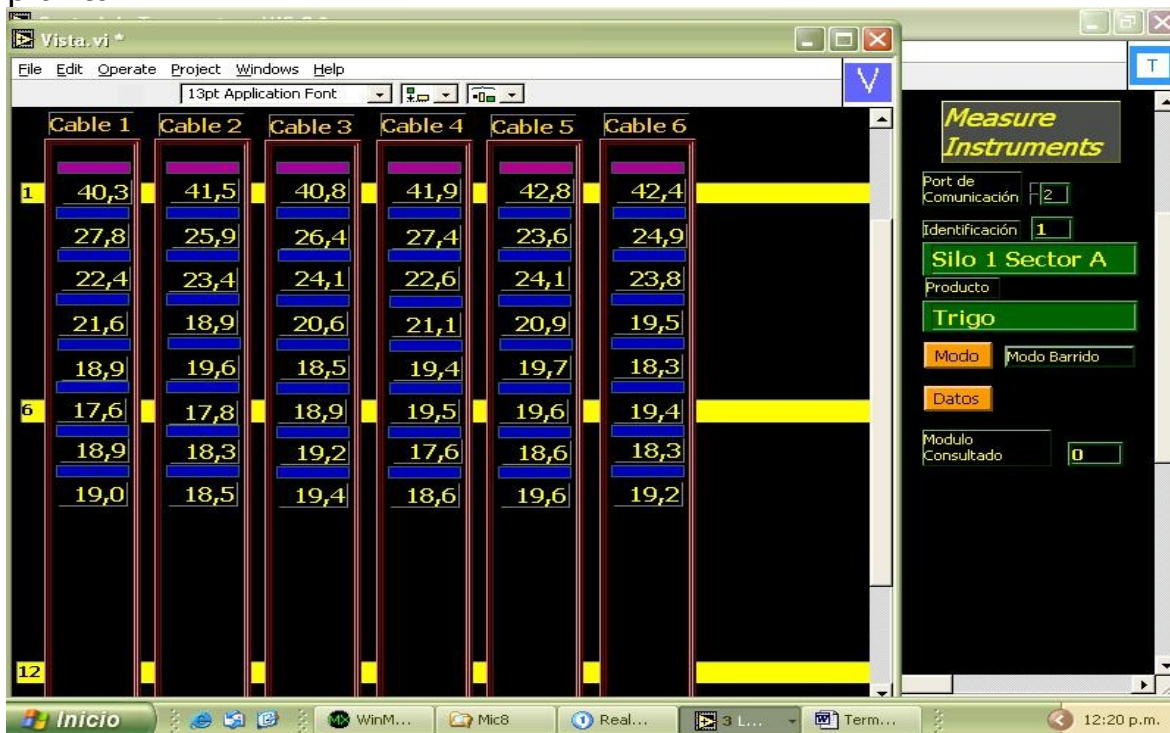 Vista.vi *
File Edit Operate Project Windows Help
13pt Application Font
V
T
Cable 1 Cable 2 Cable 3 Cable 4 Cable 5 Cable 6
1 40,3 41,5 40,8 41,9 42,8 42,4
27,8 25,9 26,4 27,4 23,6 24,9
22,4 23,4 24,1 22,6 24,1 23,8
21,6 18,9 20,6 21,1 20,9 19,5
18,9 19,6 18,5 19,4 19,7 18,3
6 17,6 17,8 18,9 19,5 19,6 19,4
18,9 18,3 19,2 17,6 18,6 18,3
19,0 18,5 19,4 18,6 19,6 19,2
12
Measure
Instruments
Port de
Comunicación 2
Identificación 1
Silo 1 Sector A
Producto
Trigo
Modo Modo Barrido
Datos
Modulo
Consultado 0
Inicio WinM... Mic8 Real... 3 L... Term... 12:20 p.m.